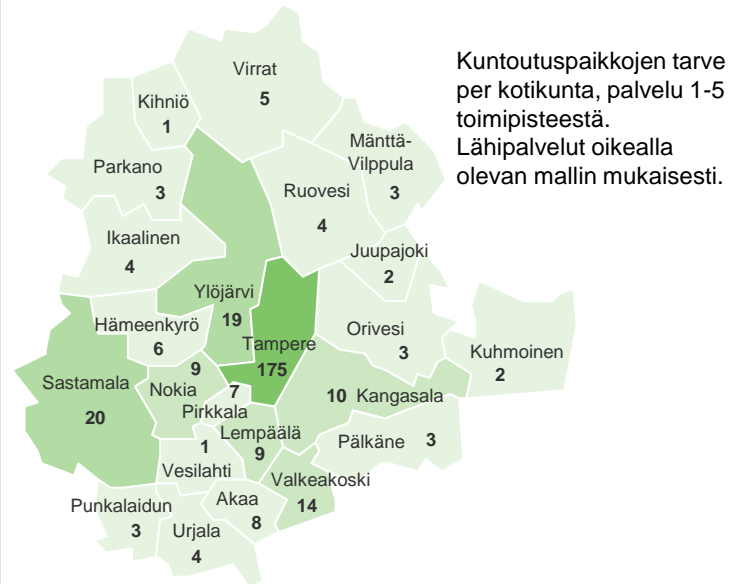 Kuntoutuspaikkojen tarve
per kotikunta, palvelu 1-5
toimipisteestä.
Lähipalvelut oikealla
olevan mallin mukaisesti.
Virrat
5
Kihniö
1
Mänttä-
Vilppula
3
Parkano
3
Ruovesi
4
Ikaalinen
4
Juupajoki
2
Ylöjärvi
19
Hämeenkyrö
6
Tampere
175
Orivesi
3
Kuhmoinen
2
Sastamala
20
9
Nokia
7
Pirkkala
10 Kangasala
Lempäälä
9
1
Vesilahti
Pälkäne 3
Valkeakoski
14
Punkalaidun
3
Urjala
4
Akaa
8